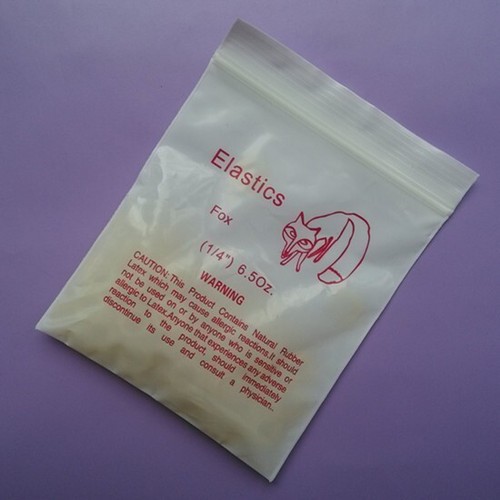 Elastics
Fox
(1/4") 6.5Oz.
WARNING
CAUTION:This Product Contains Natural Rubber
Latex which may cause allergic reactions.It should
not be used on or by anyone who is sensitive or
allergic to Latex.Anyone that experiences any adverse
reaction to the product, should immediately
discontinue its use and consult a physician..